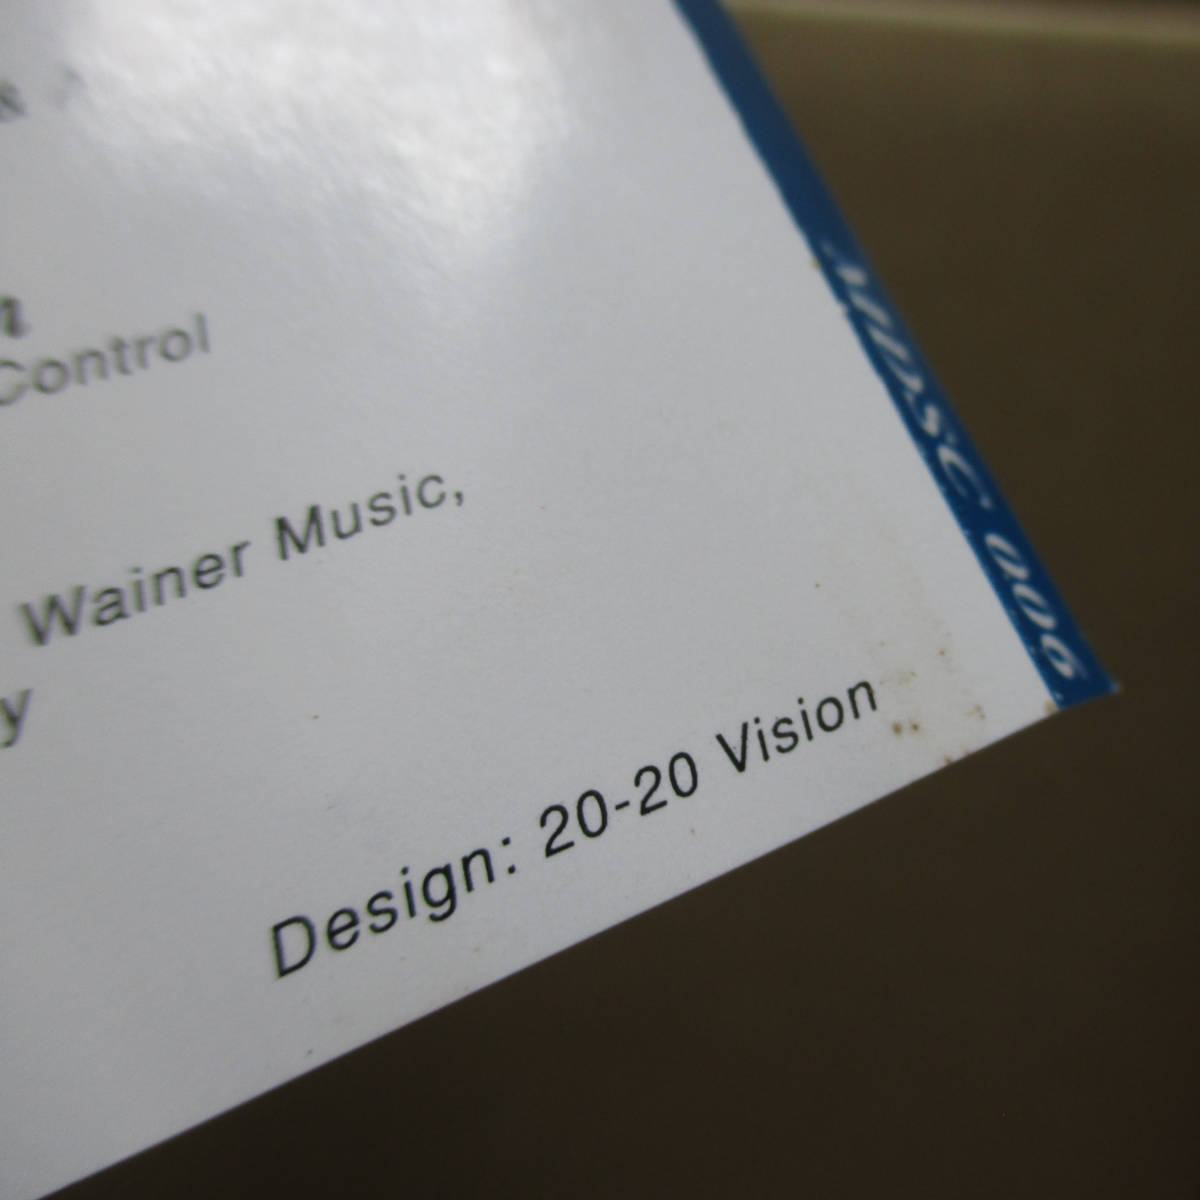 Control
Wainer Music,
y
Design: 20-20 Vision
MDSC 006